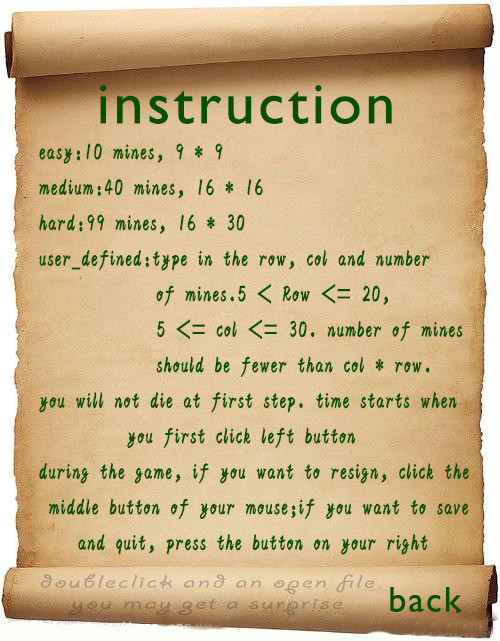 instruction
easy:10 mines, 9 * 9
medium:40 mines, 16 * 16
hard:99 mines, 16 * 30
user_defined:type in the row, col and number
of mines.5 < Row <= 20,
5 <= col <= 30. number of mines
should be fewer than col * row.
you will not die at first step. time starts when
you first click left button
during the game, if you want to resign, click the
middle button of your mouse;if you want to save
and quit, press the button on your right
doubleclick and an open file
you may get a surprise
back